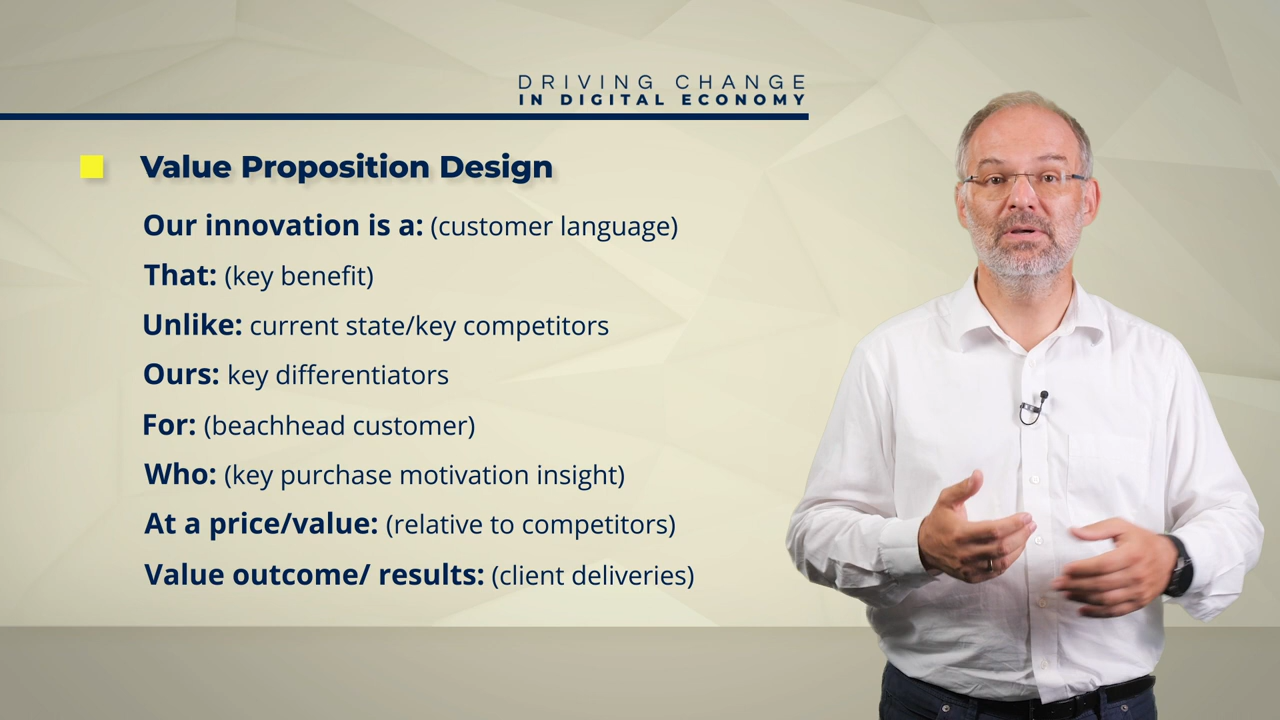 DRIVING CHANGE
IN DIGITAL ECONOMY
Value Proposition Design
Our innovation is a: (customer language)
That: (key benefit)
Unlike: current state/key competitors
Ours: key differentiators
For: (beachhead customer)
Who: (key purchase motivation insight)
At a price/value: (relative to competitors)
Value outcome/ results: (client deliveries)